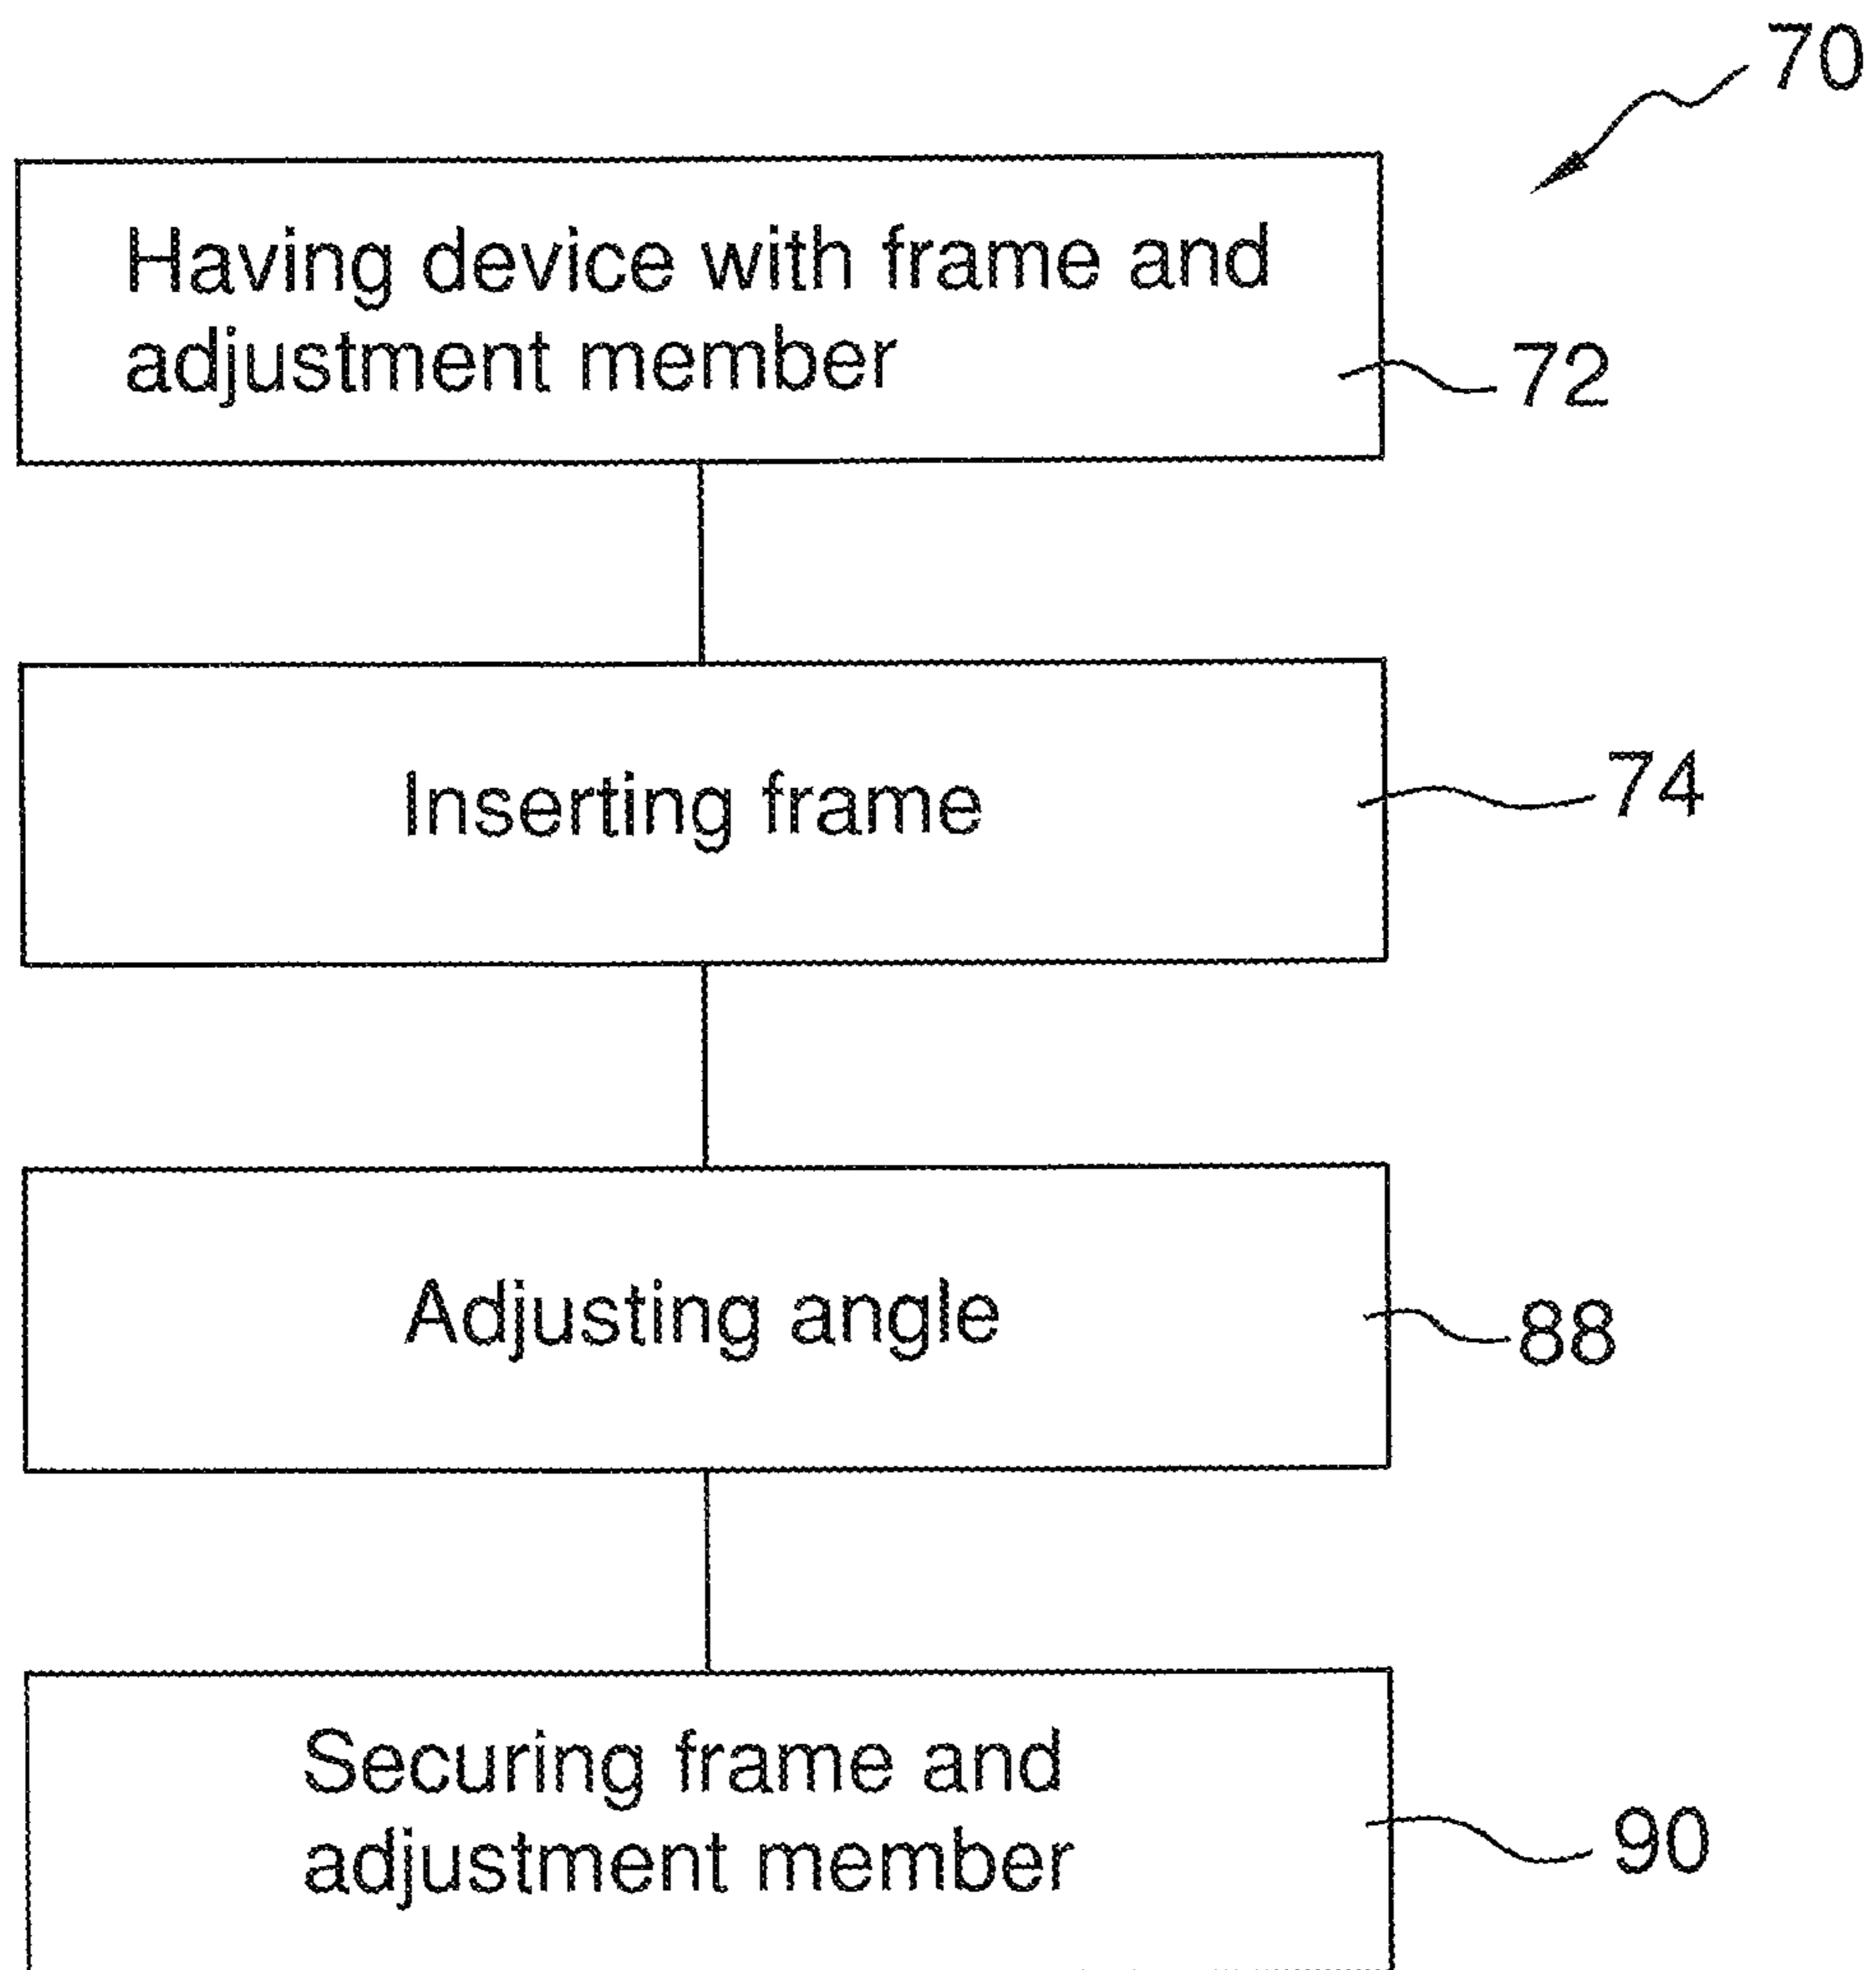 70
Having device with frame and
adjustment member
72
Inserting frame
74
Adjusting angle
88
Securing frame and
adjustment member
90